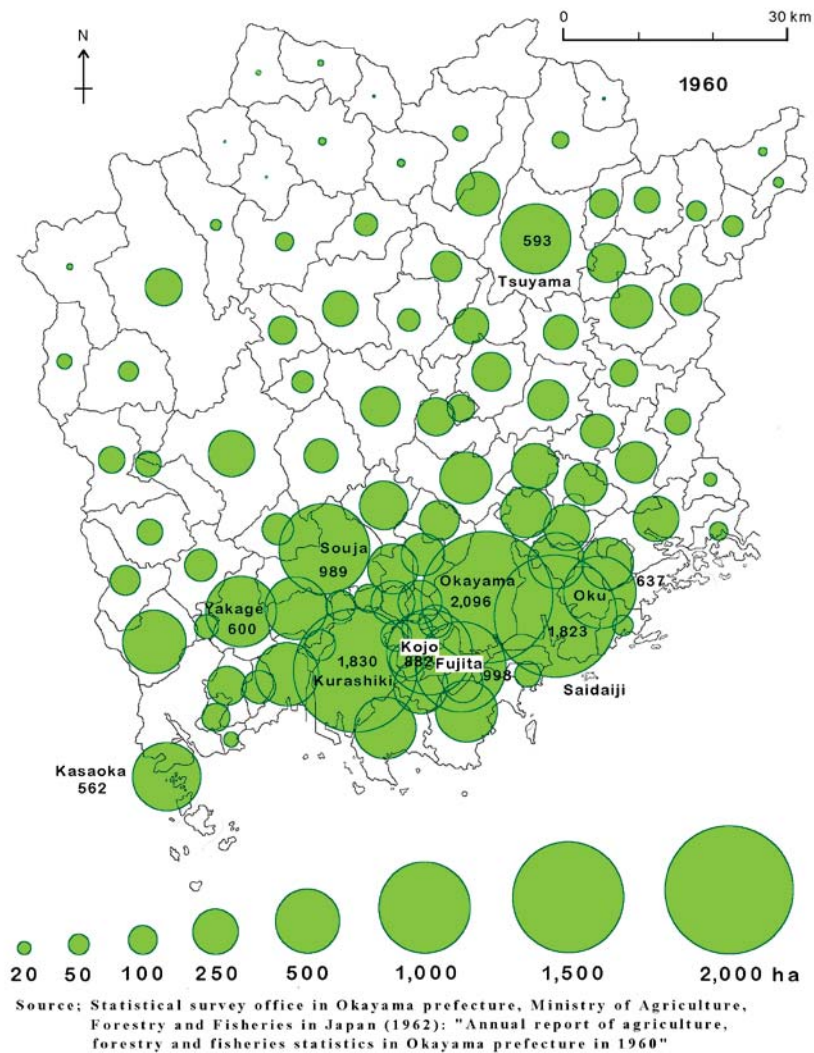 0 30 km
N
1960
593
Tsuyama
Souja
989
Okayama
2,096
637
Oku
Yakage
600
1,823
Kojo
882
Fujita
998
1,830
Kurashiki
Saidaiji
Kasaoka
562
20 50 100 250 500 1,000 1,500 2,000 ha
Source; Statistical survey office in Okayama prefecture, Ministry of Agriculture,
Forestry and Fisheries in Japan (1962): "Annual report of agriculture,
forestry and fisheries statistics in Okayama prefecture in 1960"